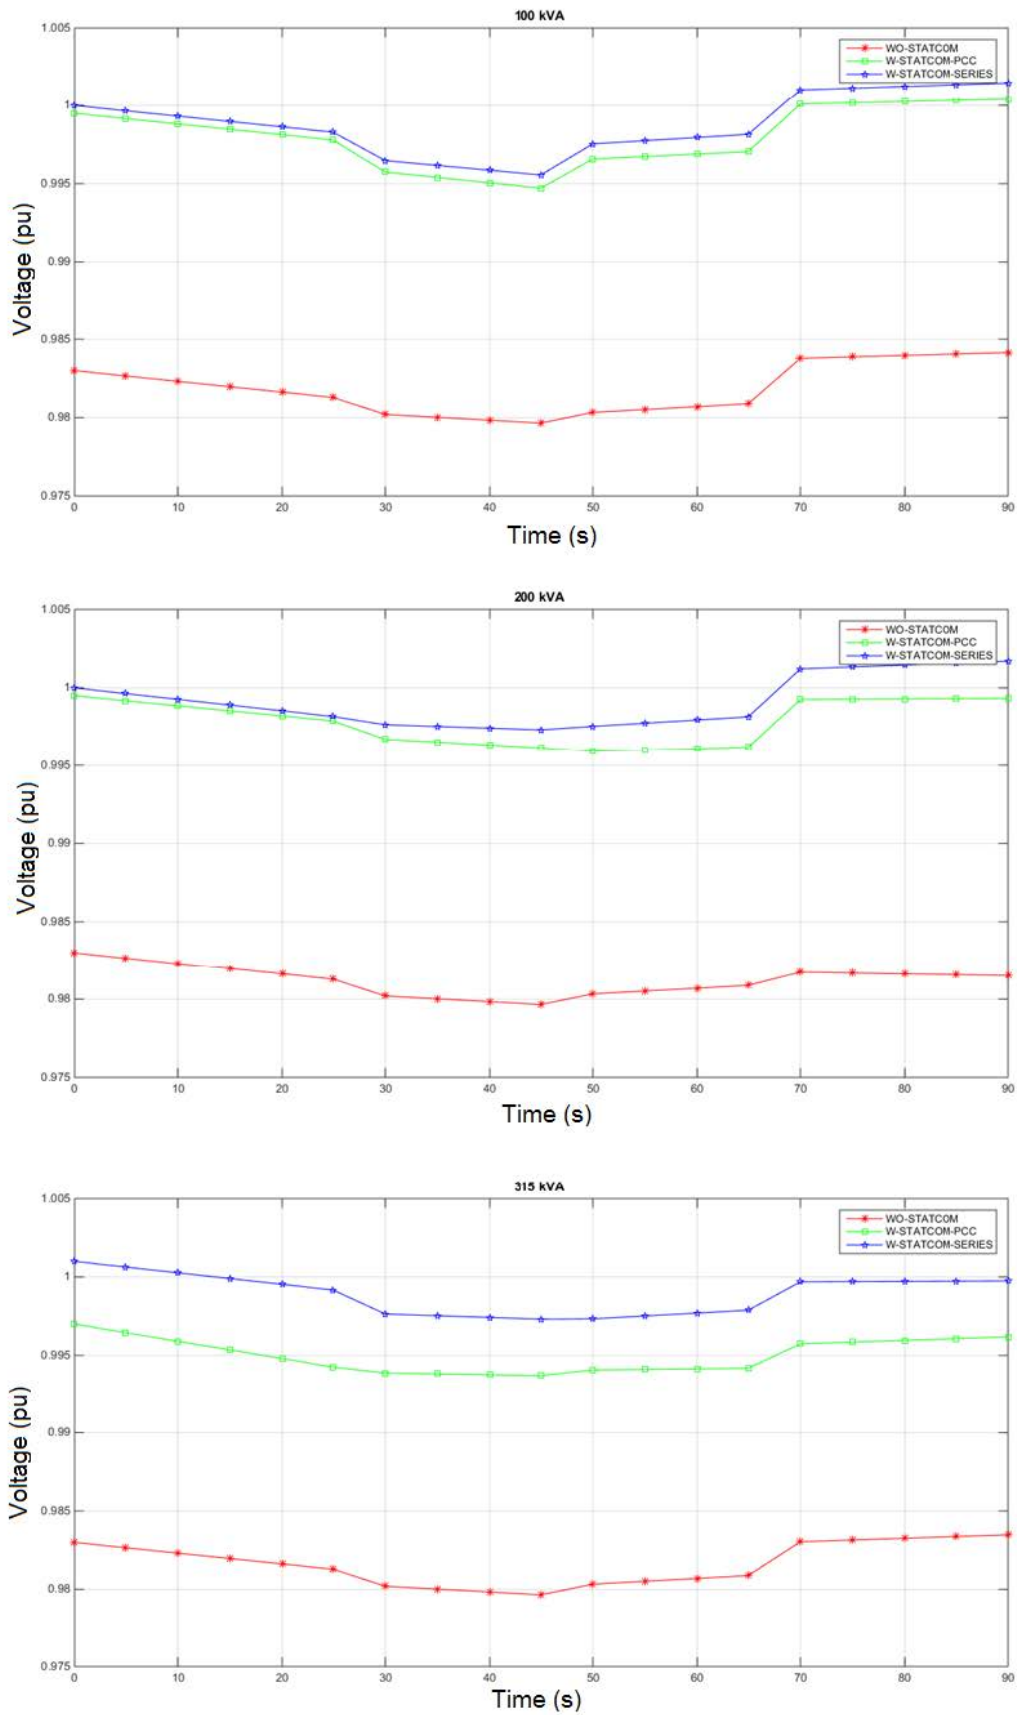 100 kVA
1.005
1
0.995
0.99
0.985
0.98
0.975
Voltage (pu)
WO-STATCOM
W-STATCOM-PCC
W-STATCOM-SERIES
0 10 20 30 40 50 60 70 80 90
Time (s)
200 kVA
1.005
1
0.995
0.99
0.985
0.98
0.975
Voltage (pu)
WO-STATCOM
W-STATCOM-PCC
W-STATCOM-SERIES
0 10 20 30 40 50 60 70 80 90
Time (s)
315 kVA
1.005
1
0.995
0.99
0.985
0.98
0.975
Voltage (pu)
WO-STATCOM
W-STATCOM-PCC
W-STATCOM-SERIES
0 10 20 30 40 50 60 70 80 90
Time (s)